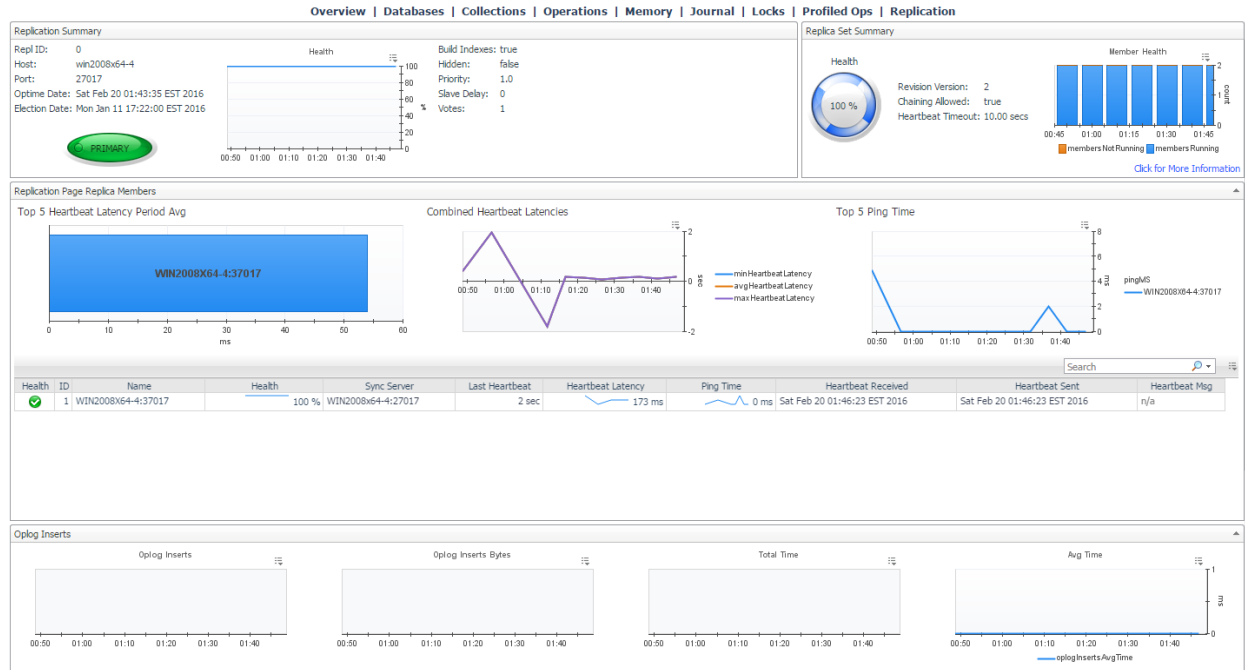 Overview | Databases | Collections | Operations | Memory | Journal | Locks | Profiled Ops | Replication
Replication Summary
Repl ID: 0
Host: win2008x64-4
Port: 27017
Optime Date: Sat Feb 20 01:43:35 EST 2016
Election Date: Mon Jan 11 17:22:00 EST 2016
PRIMARY
Health
100
80
60
%
40
20
0
00:50 01:00 01:10 01:20 01:30 01:40
Build Indexes: true
Hidden: false
Priority: 1.0
Slave Delay: 0
Votes: 1
Replica Set Summary
Health
100 %
Revision Version: 2
Chaining Allowed: true
Heartbeat Timeout: 10.00 secs
Member Health
2
1
0
count
00:45 01:00 01:15 01:30 01:45
members Not Running members Running
Click for More Information
Replication Page Replica Members
Top 5 Heartbeat Latency Period Avg
WIN2008X64-4:37017
0 10 20 30 40 50 60
ms
Combined Heartbeat Latencies
2
0
-2
sec
00:50 01:00 01:10 01:20 01:30 01:40
min Heartbeat Latency
avg Heartbeat Latency
max Heartbeat Latency
Top 5 Ping Time
8
6
4
2
0
ms
00:50 01:00 01:10 01:20 01:30 01:40
pingMS
WIN2008X64-4:37017
Search
Health ID Name Health Sync Server Last Heartbeat Heartbeat Latency Ping Time Heartbeat Received Heartbeat Sent Heartbeat Msg
1 WIN2008X64-4:37017 100 % WIN2008x64-4:27017 2 sec 173 ms 0 ms Sat Feb 20 01:46:23 EST 2016 Sat Feb 20 01:46:23 EST 2016 n/a
Oplog Inserts
Oplog Inserts
00:50 01:00 01:10 01:20 01:30 01:40
Oplog Inserts Bytes
00:50 01:00 01:10 01:20 01:30 01:40
Total Time
00:50 01:00 01:10 01:20 01:30 01:40
Avg Time
1
0
ms
00:50 01:00 01:10 01:20 01:30 01:40
oplogInsertsAvgTime